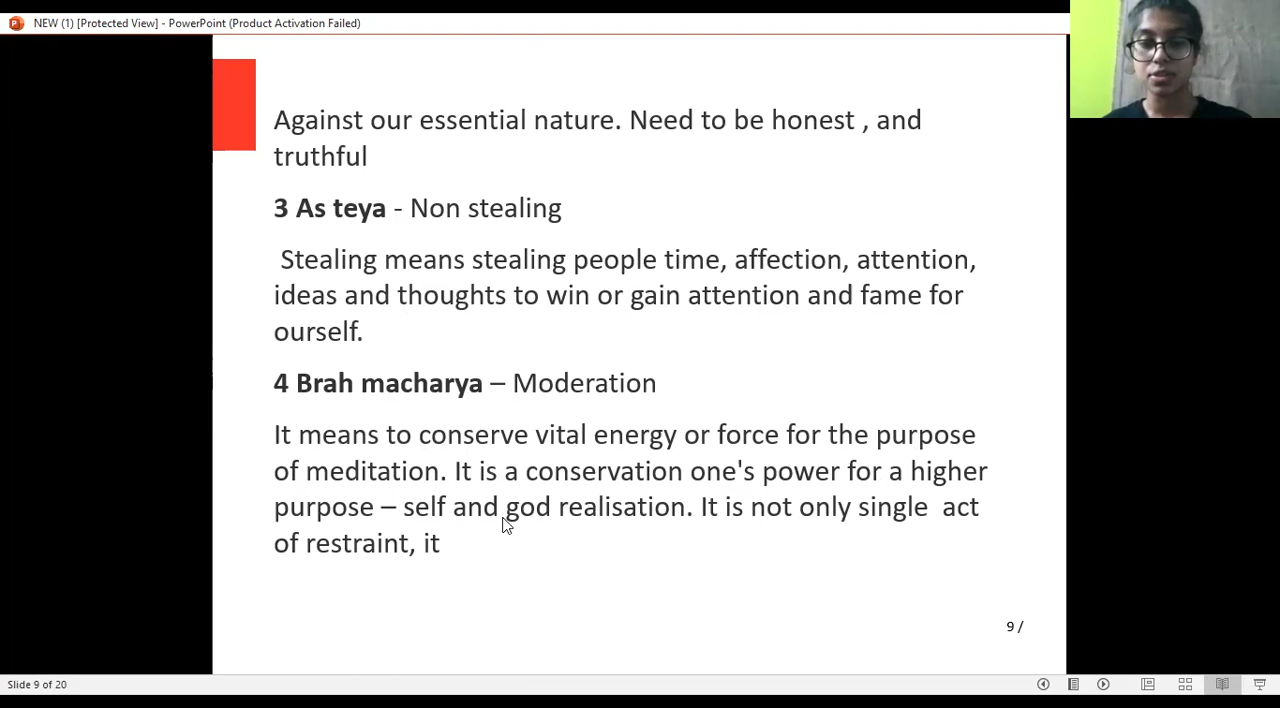 NEW (1) [Protected View] - PowerPoint (Product Activation Failed)
Against our essential nature. Need to be honest , and
truthful
3 As teya - Non stealing
Stealing means stealing people time, affection, attention,
ideas and thoughts to win or gain attention and fame for
ourself.
4 Brah macharya – Moderation
It means to conserve vital energy or force for the purpose
of meditation. It is a conservation one's power for a higher
purpose – self and god realisation. It is not only single  act
of restraint, it
9 /
Slide 9 of 20